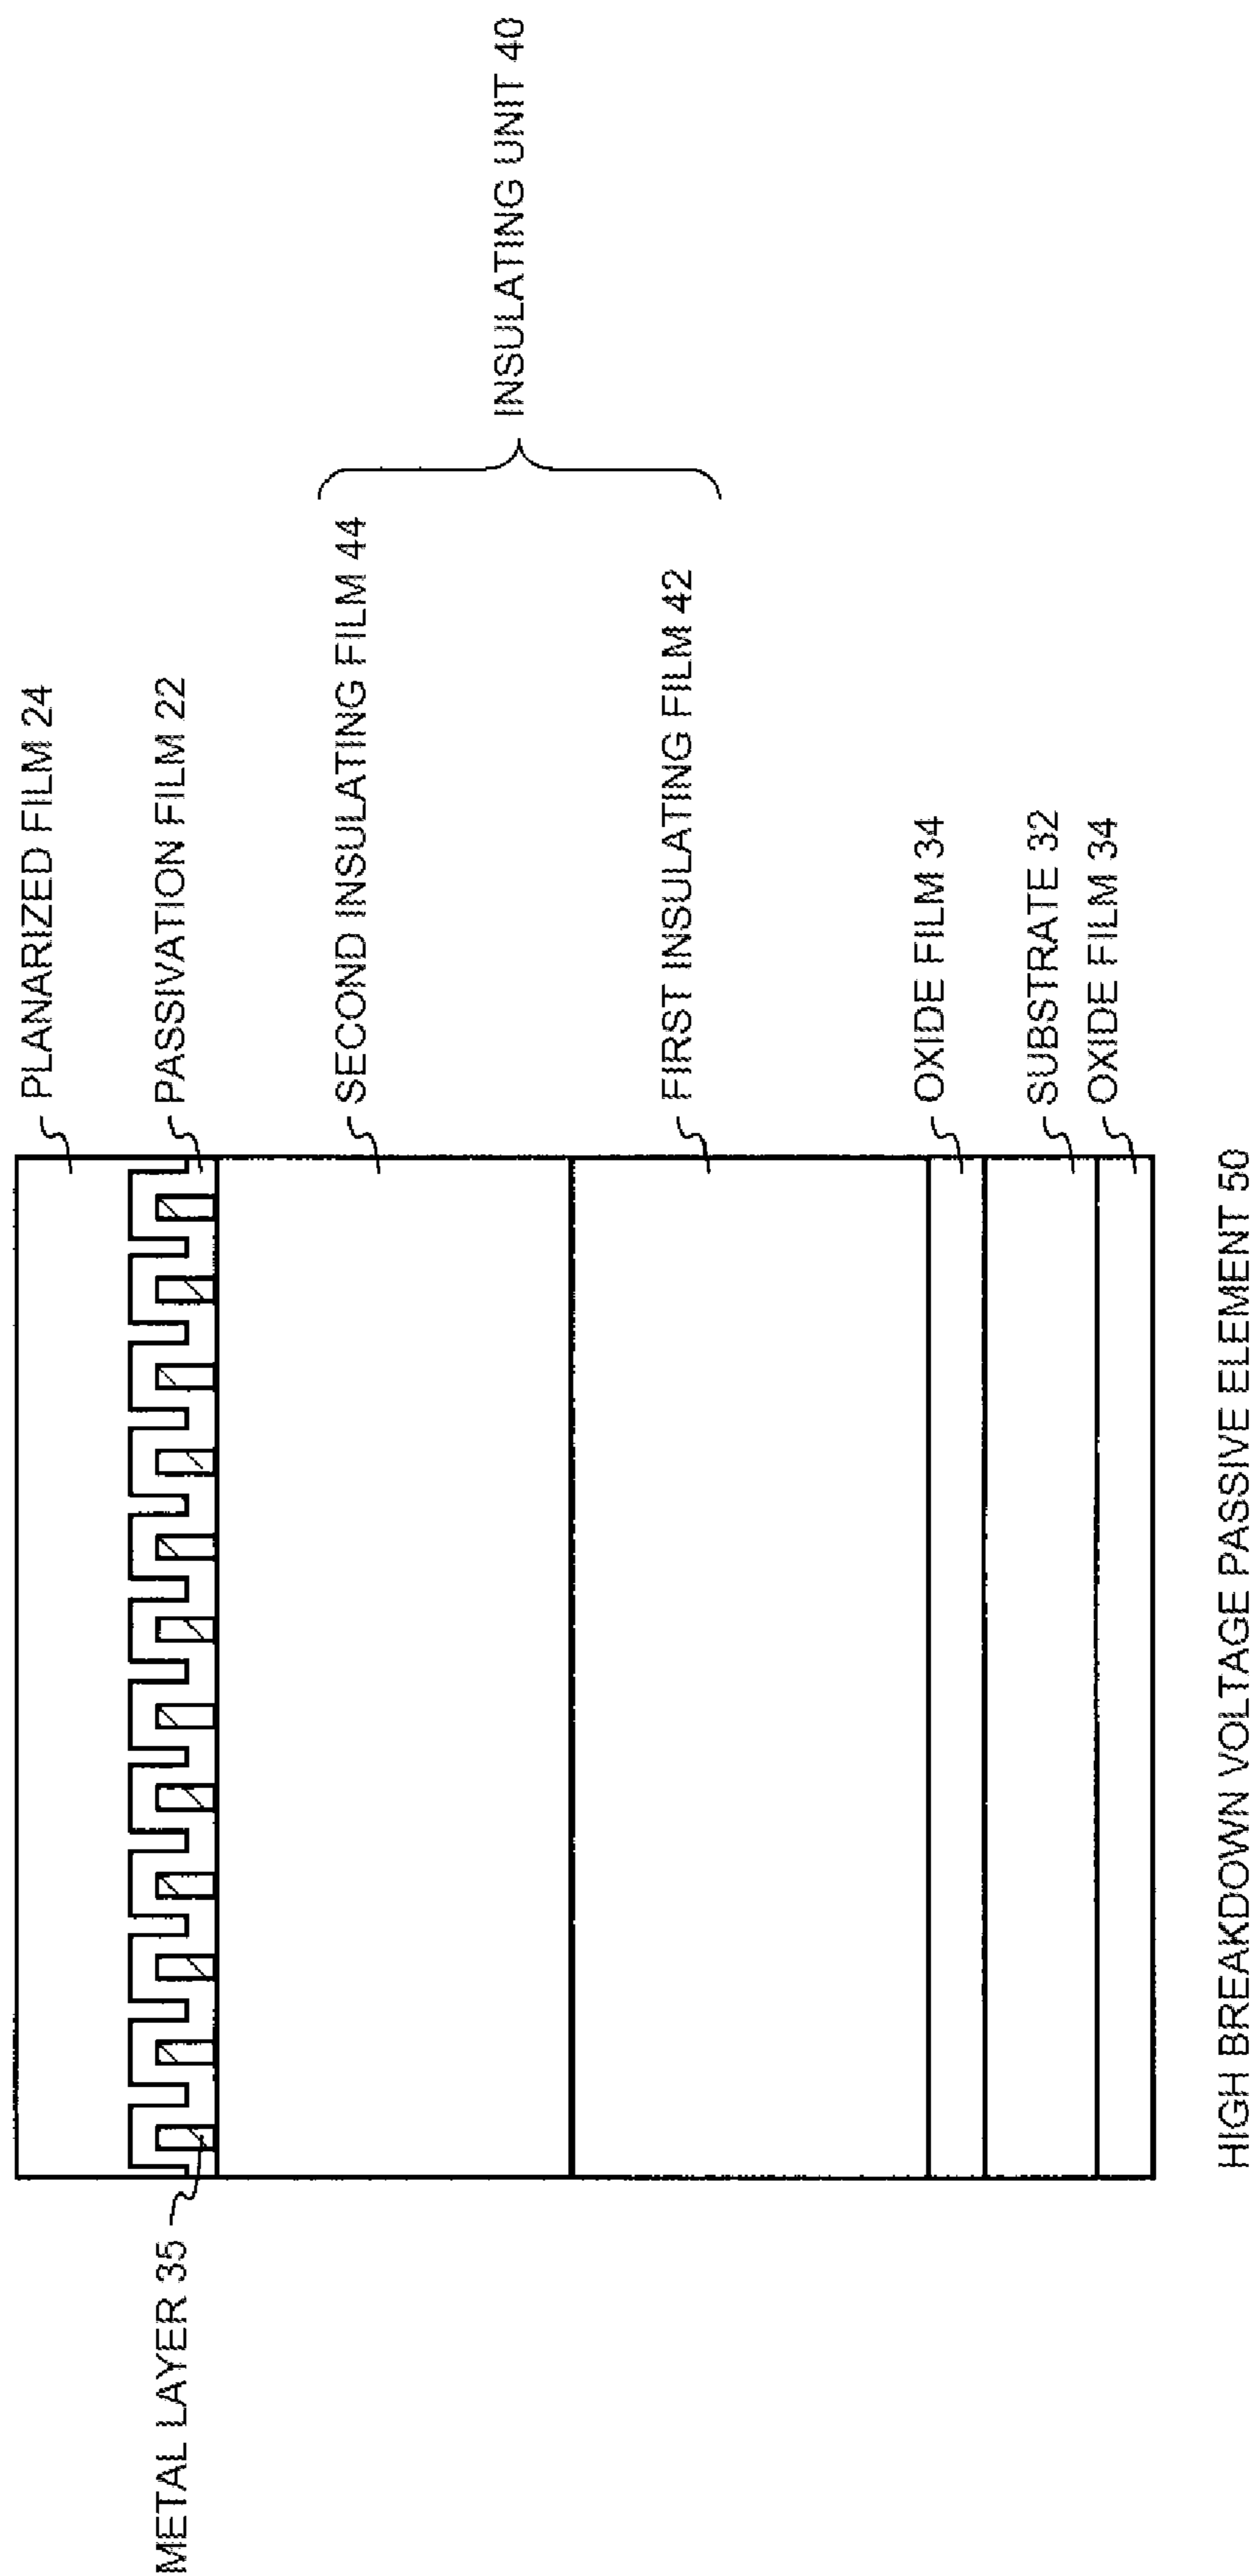 PLANARIZED FILM 24
METAL LAYER 35
PASSIVATION FILM 22
SECOND INSULATING FILM 44
INSULATING UNIT 40
FIRST INSULATING FILM 42
OXIDE FILM 34
SUBSTRATE 32
OXIDE FILM 34
HIGH BREAKDOWN VOLTAGE PASSIVE ELEMENT 50